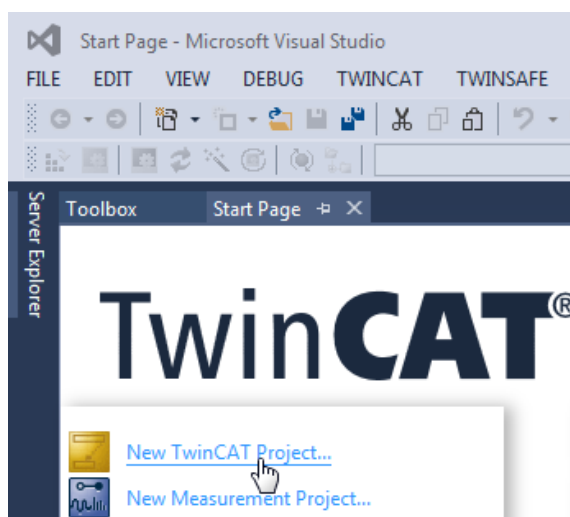 Start Page - Microsoft Visual Studio
FILE EDIT VIEW DEBUG TWINCAT TWINSAFE
Server Explorer
Toolbox Start Page
TwinCAT®
New TwinCAT Project...
New Measurement Project...